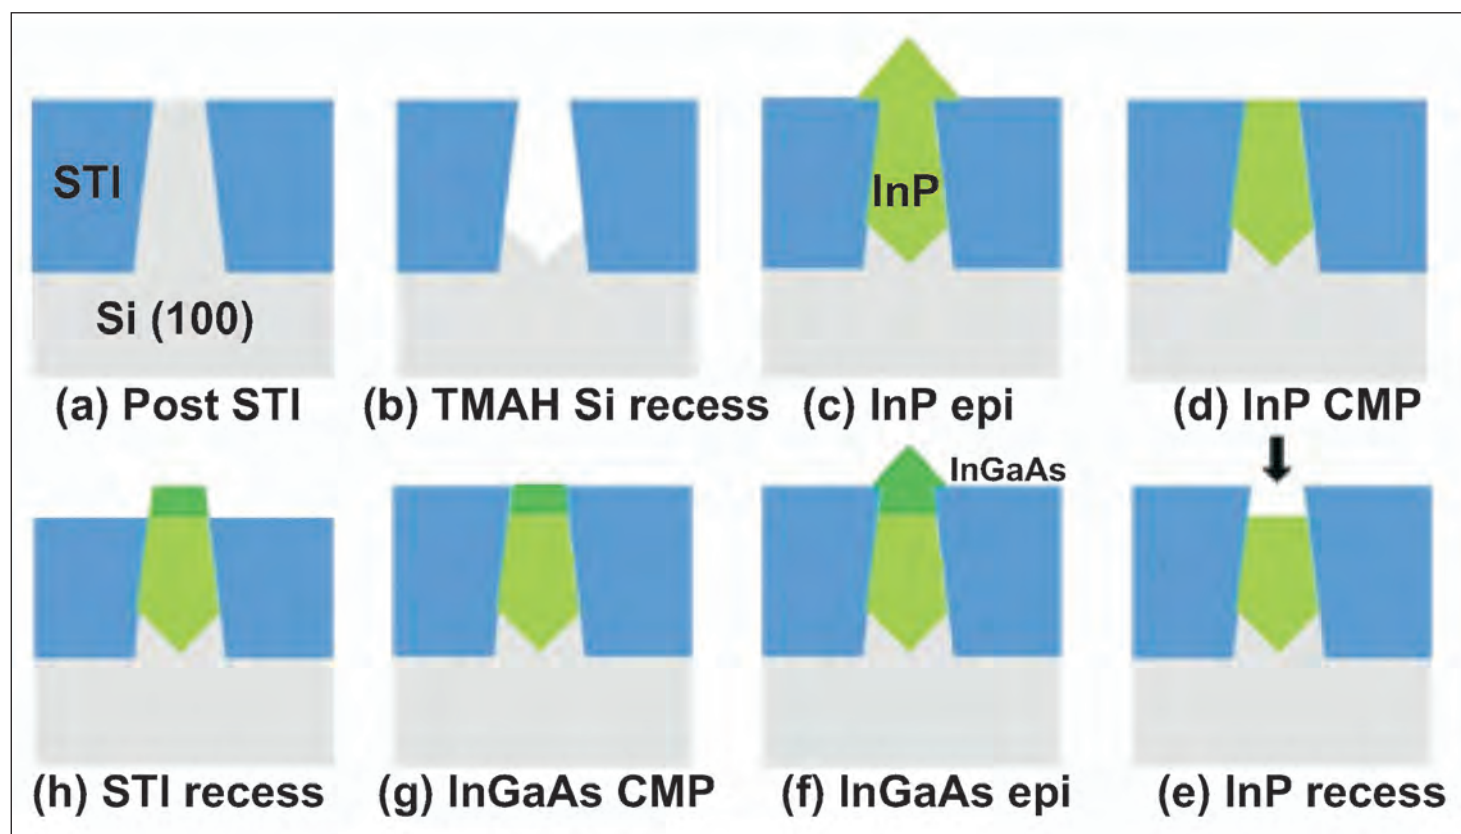 STI
InP
Si (100)
(a) Post STI
(b) TMAH Si recess
(c) InP epi
(d) InP CMP
InGaAs
(h) STI recess
(g) InGaAs CMP
(f) InGaAs epi
(e) InP recess